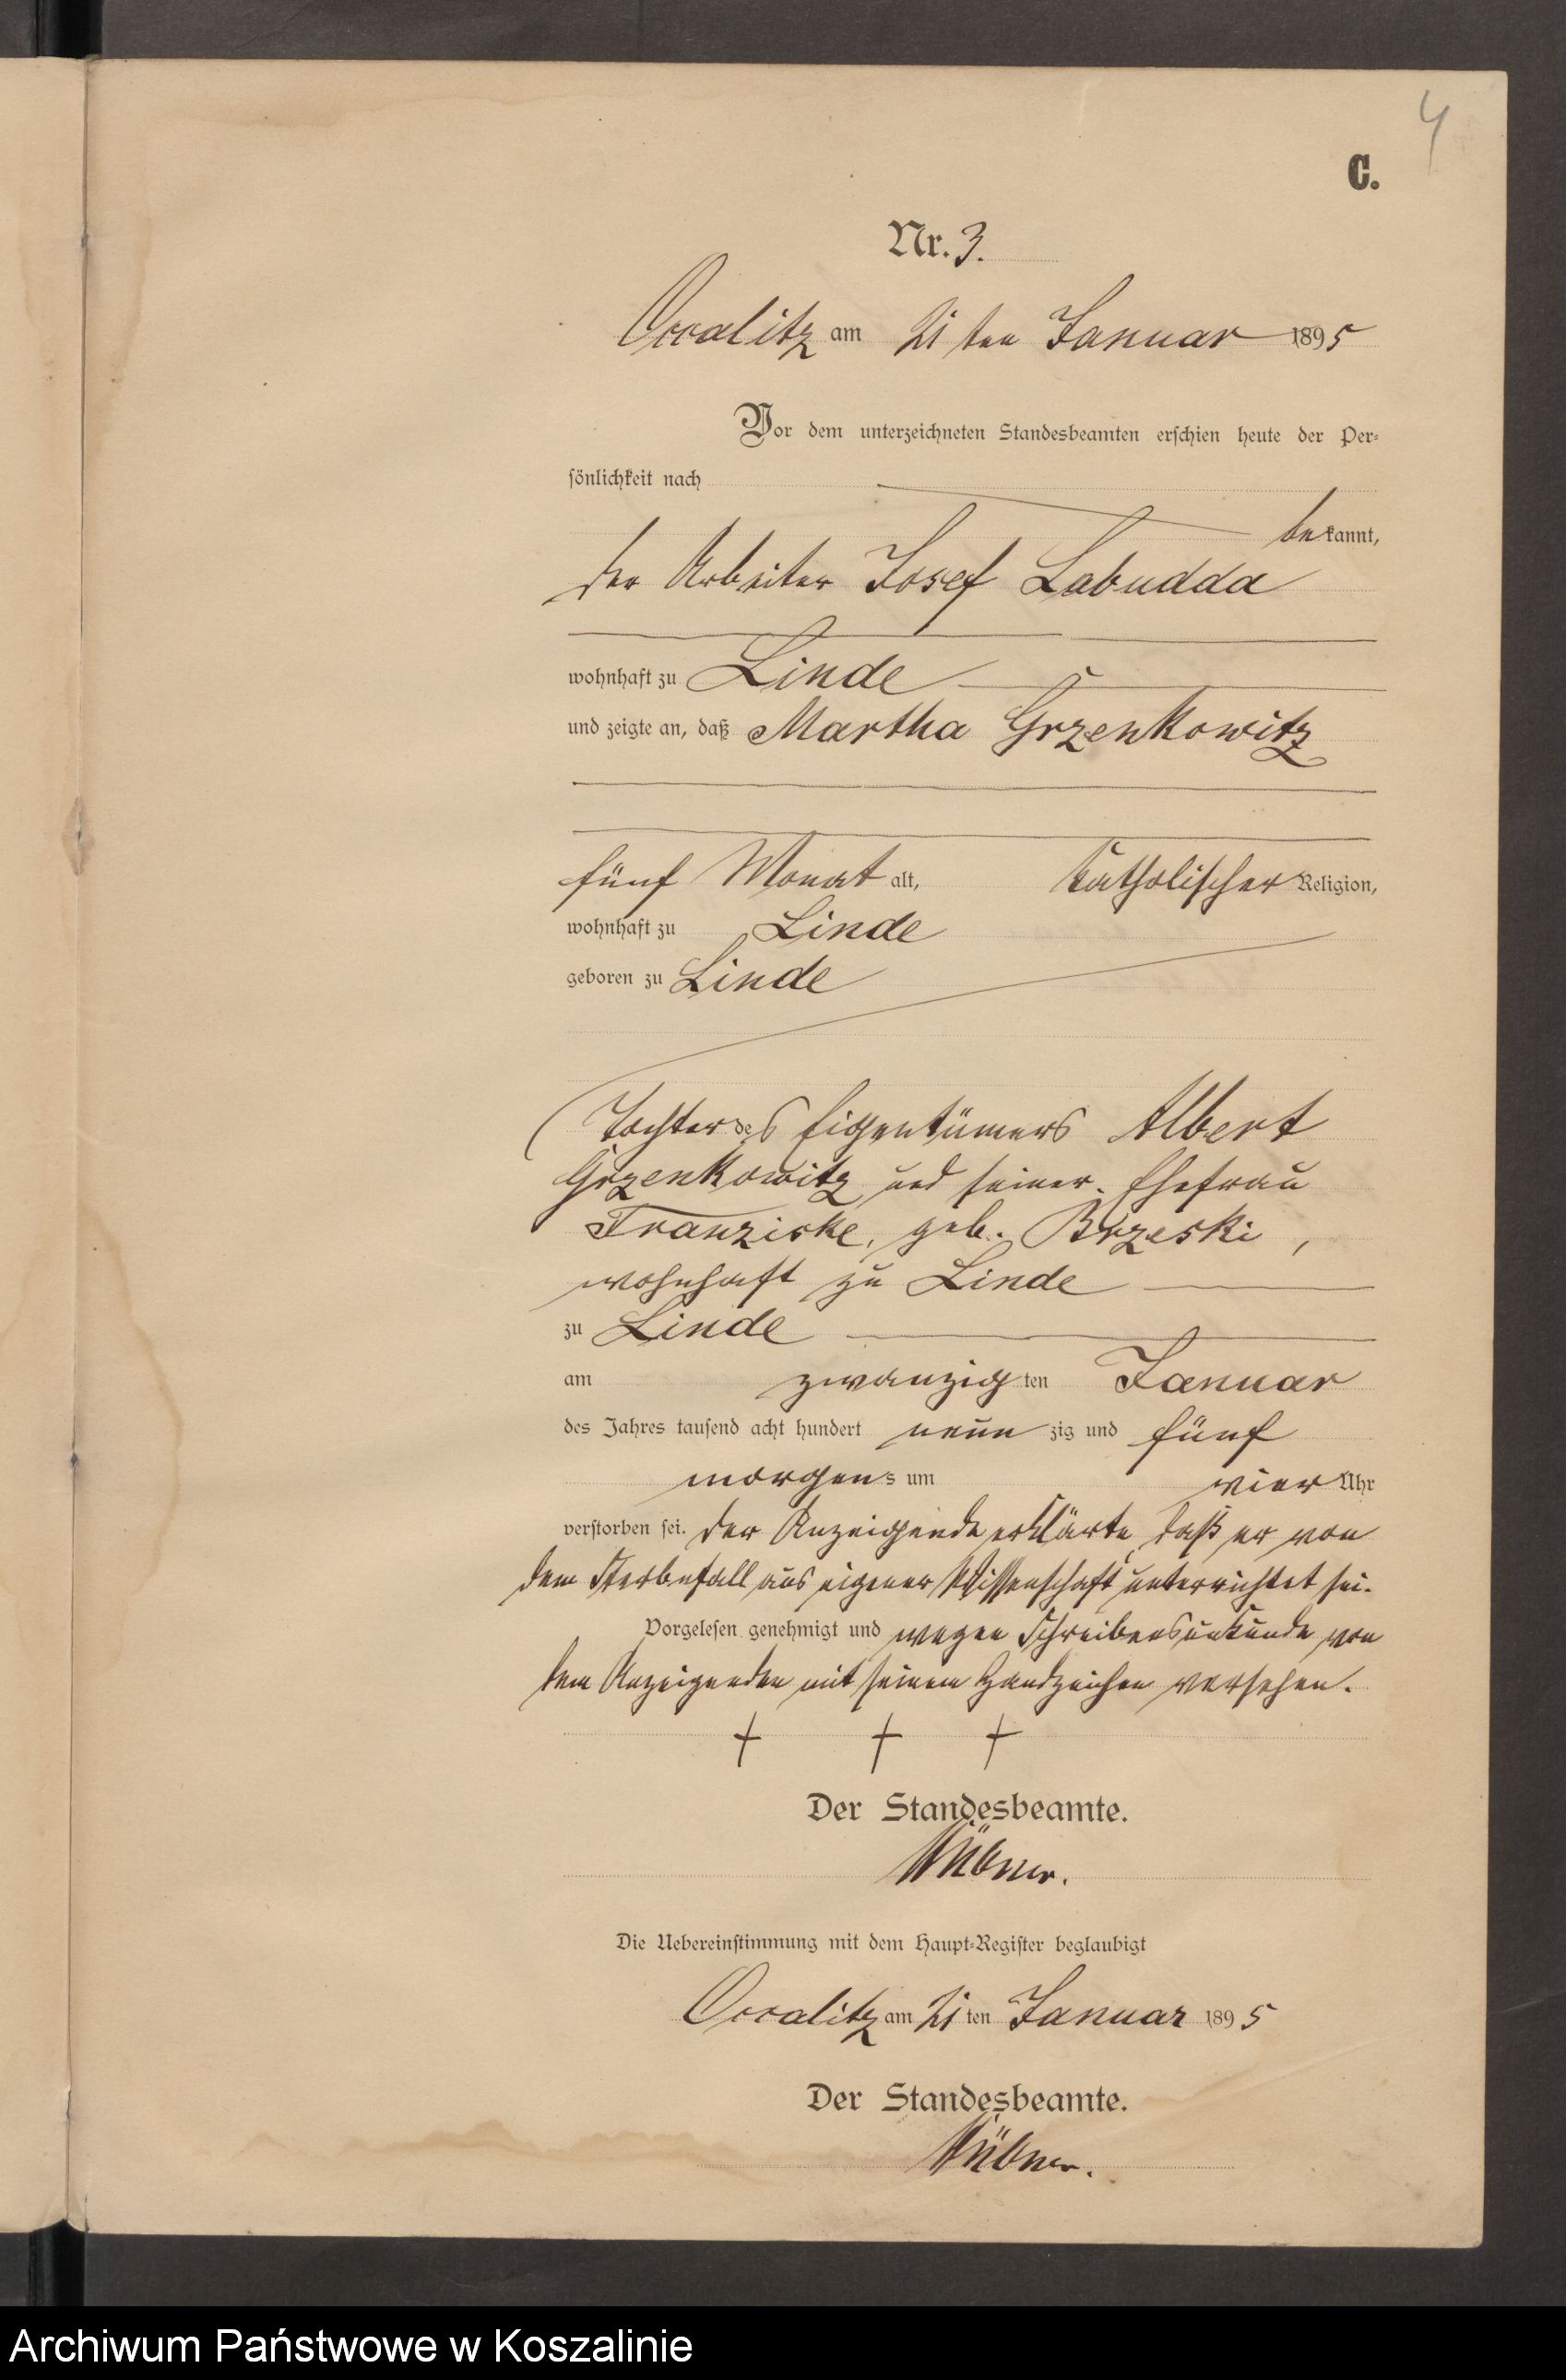 4
C.
Nr. 3.
Occalitz am 21ten Januar 1895
Vor dem unterzeichneten Standesbeamten erschien heute der Per-
sönlichkeit nach
bekannt,
der Arbeiter Josef Labudda
wohnhaft zu Linde
und zeigte an, daß Martha Grzenkowitz
fünf Monat alt, katholischer Religion,
wohnhaft zu Linde
geboren zu Linde
Tochter des Eigentümers Albert
Grzenkowitz und seiner Ehefrau
Franziske, geb. Brzeski,
wohnhaft zu Linde
zu Linde
am zwanzigten Januar
des Jahres tausend acht hundert neunzig und fünf
morgens um vier Uhr
verstorben sei. Der Anzeigende erklärte, daß er von
dem Sterbefall aus eigener Wissenschaft unterrichtet sei.
Vorgelesen genehmigt und wegen Schreibensunkunde von
dem Anzeigenden mit seinem Handzeichen versehen.
† † †
Der Standesbeamte.
Die Uebereinstimmung mit dem Haupt-Register beglaubigt
Occalitz am 21ten Januar 1895
Der Standesbeamte.
Archiwum Państwowe w Koszalinie